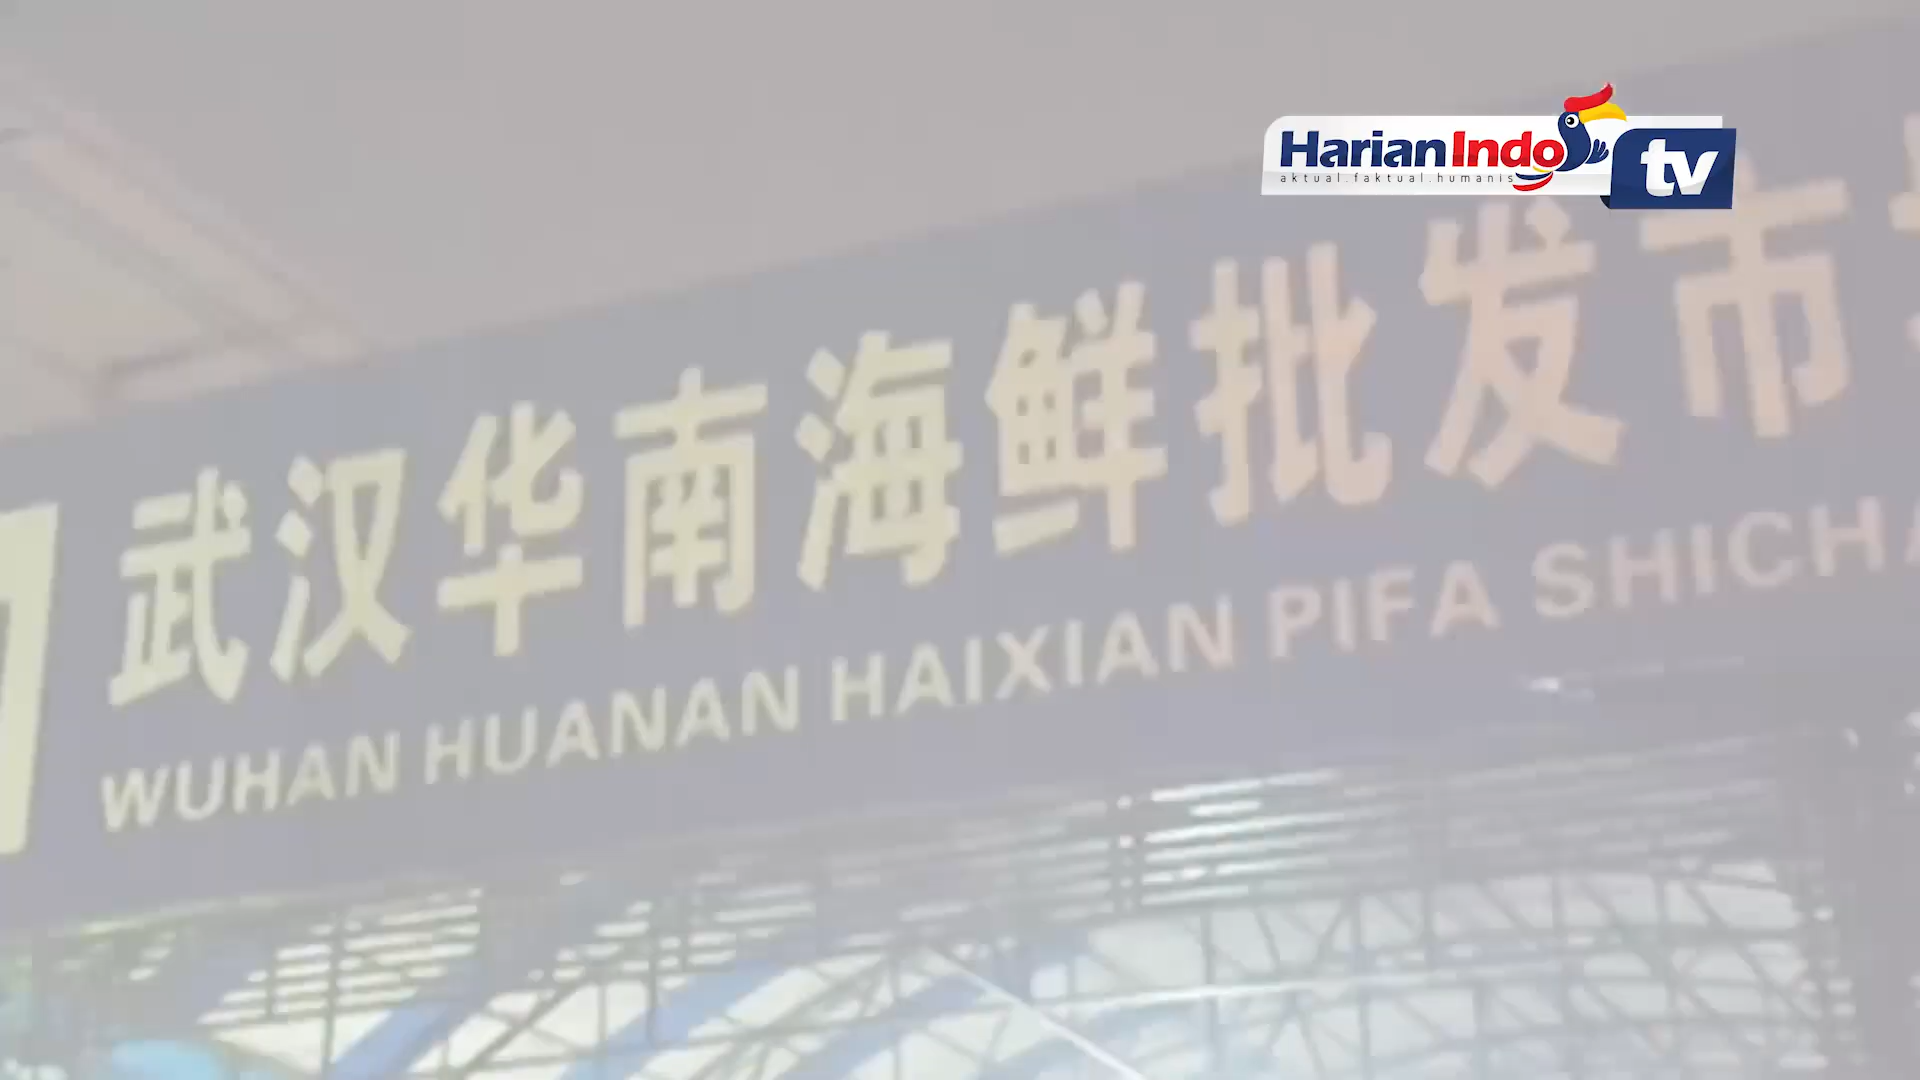 HarianIndo tv
aktual.faktual.humanis
武汉华南海鲜批发市
WUHAN HUANAN HAIXIAN PIFA SHICHA